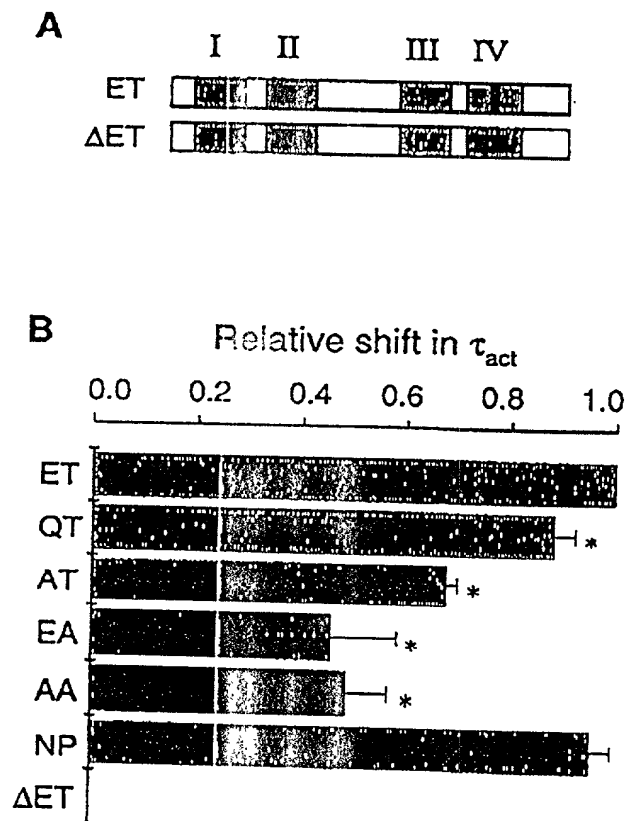 A
I II III IV
ET
ΔET
B
Relative shift in τact
0.0 0.2 0.4 0.6 0.8 1.0
ET
QT *
AT *
EA *
AA *
NP
ΔET